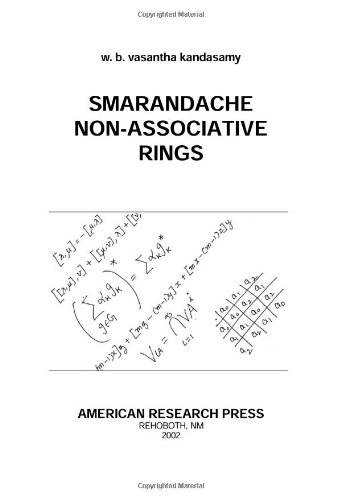 Copyrighted material
w. b. vasantha kandasamy
SMARANDACHE
NON-ASSOCIATIVE
RINGS
[x,y] = -[y,x]
AMERICAN RESEARCH PRESS
REHOBOTH, NM
2002
Copyrighted material